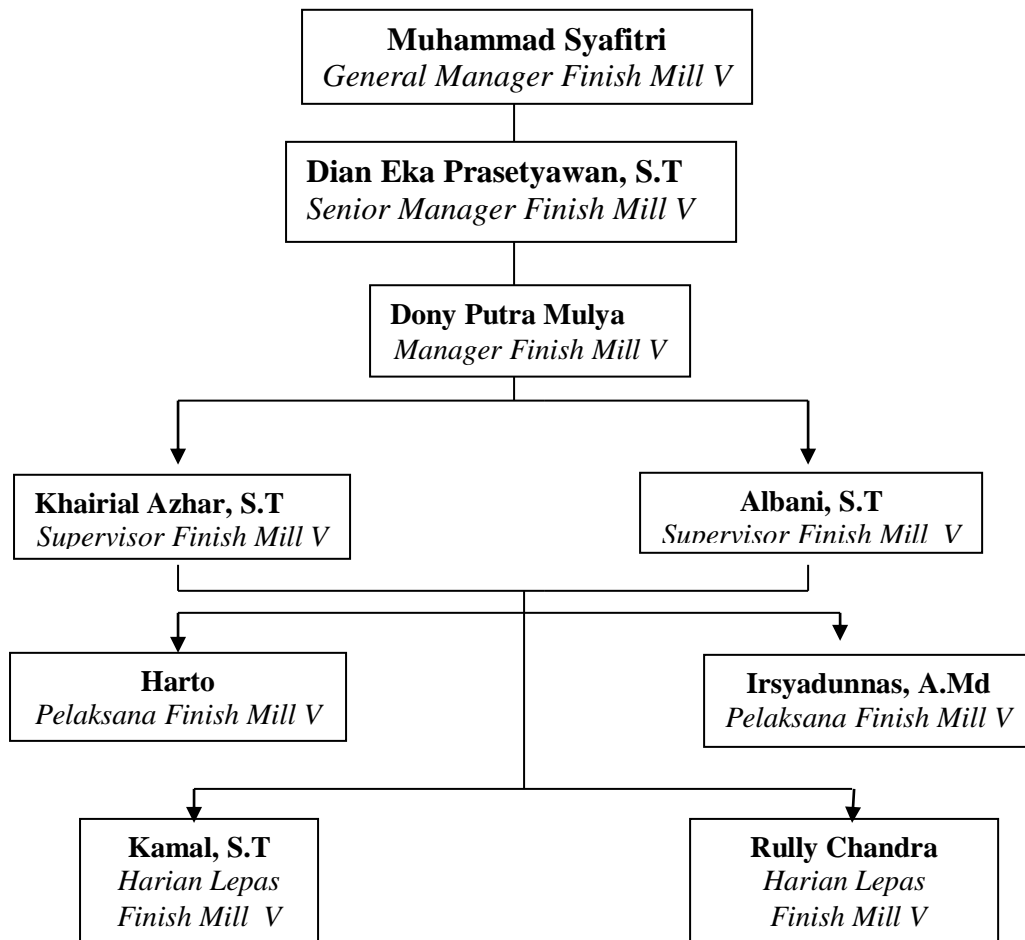 Muhammad Syafitri
General Manager Finish Mill V
Dian Eka Prasetyawan, S.T
Senior Manager Finish Mill V
Dony Putra Mulya
Manager Finish Mill V
Khairial Azhar, S.T
Supervisor Finish Mill V
Albani, S.T
Supervisor Finish Mill V
Harto
Pelaksana Finish Mill V
Irsyadunnas, A.Md
Pelaksana Finish Mill V
Kamal, S.T
Harian Lepas
Finish Mill V
Rully Chandra
Harian Lepas
Finish Mill V